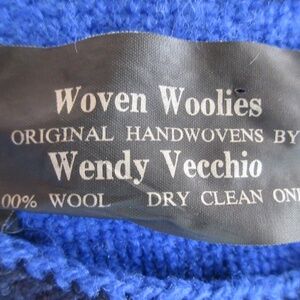 Woven Woolies
ORIGINAL HANDWOVENS BY
Wendy Vecchio
00% WOOL DRY CLEAN ONL